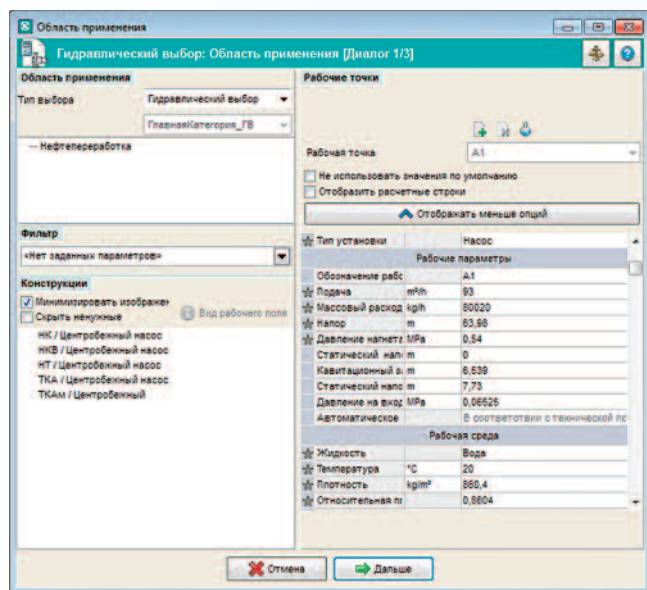 Область применения
Гидравлический выбор: Область применения [Диалог 1/3]
Область применения
Тип выбора
Гидравлический выбор
ГлавнаяКатегория_ГВ
Нефтепереработка
Фильтр
«Нет заданных параметров»
Конструкции
Минимизировать изображен
Скрыть ненужные
Вид рабочего поля
НК / Центробежный насос
НКВ / Центробежный насос
НТ / Центробежный насос
ТКА / Центробежный насос
ТКАм / Центробежный
Рабочие точки
Рабочая точка A1
Не использовать значения по умолчанию
Отобразить расчетные строки
Отображать меньше опций
Тип установки Насос
Рабочие параметры
Обозначение рабс A1
Подача m³/h 93
Массовый расход kg/h 80020
Напор m 63,98
Давление нагнета MPa 0,54
Статический напо m 0
Кавитационный з m 6,539
Статический напо m 7,73
Давление на вход MPa 0,06525
Автоматическое В соответствии с технической пс
Рабочая среда
Жидкость Вода
Температура °C 20
Плотность kg/m³ 860,4
Относительная пл 0,8604
Отмена
Дальше